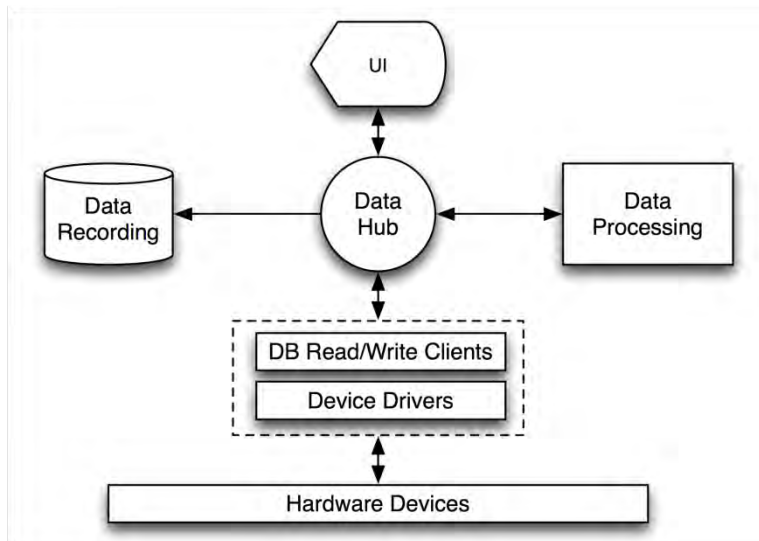 UI
Data
Recording
Data
Hub
Data
Processing
DB Read/Write Clients
Device Drivers
Hardware Devices